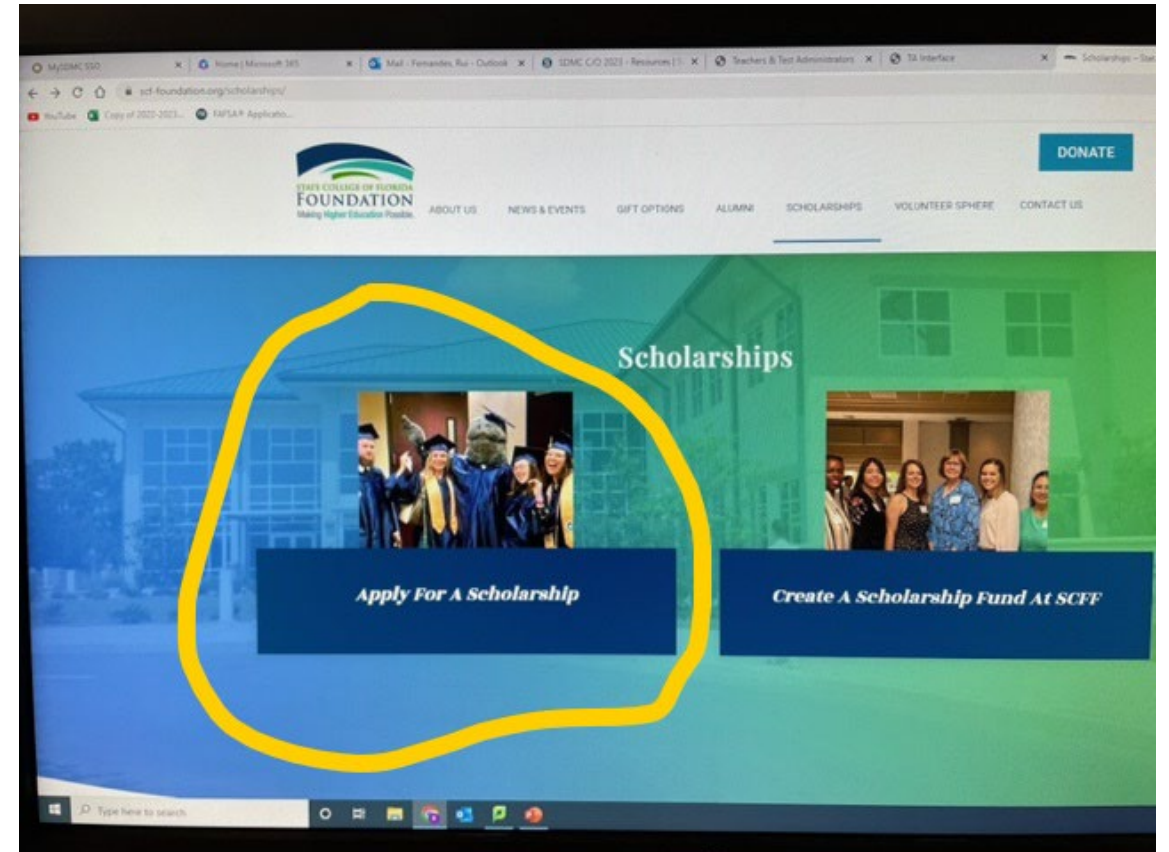 MySDMC SSO
Home | Microsoft 365
Mail - Fernandes, Rui - Outlook
SDMC C/O 2023 - Resources | S
Teachers & Test Administrators
TA Interface
Scholarships – Stat
scf-foundation.org/scholarships/
YouTube
Copy of 2022-2023...
FAFSA® Applicatio...
DONATE
STATE COLLEGE OF FLORIDA
FOUNDATION
Making Higher Education Possible.
ABOUT US
NEWS & EVENTS
GIFT OPTIONS
ALUMNI
SCHOLARSHIPS
VOLUNTEER SPHERE
CONTACT US
Scholarships
Apply For A Scholarship
Create A Scholarship Fund At SCFF
Type here to search